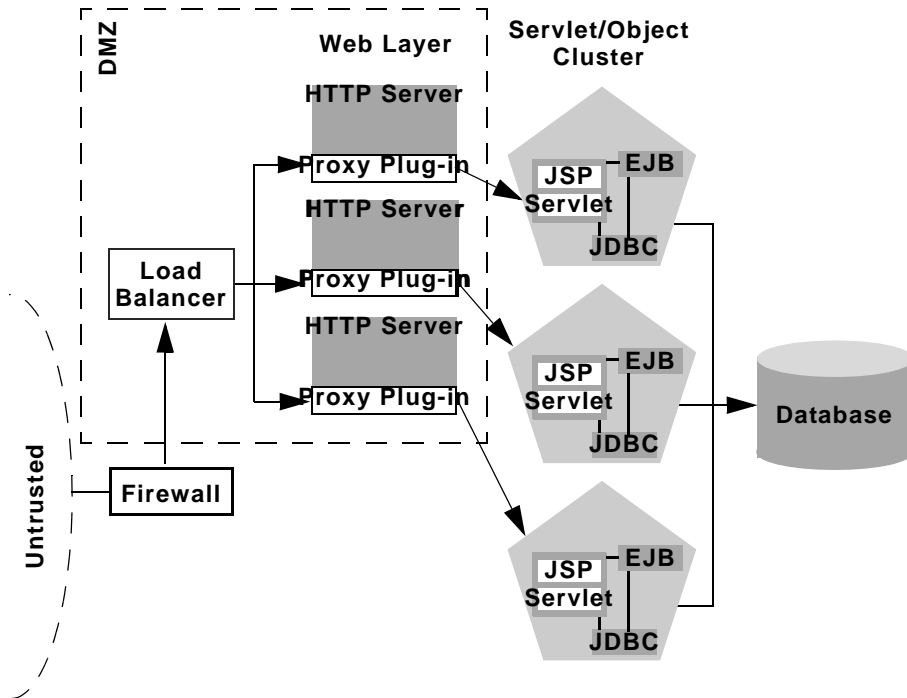 DMZ
Web Layer
Servlet/Object
Cluster
HTTP Server
Proxy Plug-in
HTTP Server
Proxy Plug-in
HTTP Server
Proxy Plug-in
Load
Balancer
Firewall
Untrusted
JSP
Servlet
EJB
JDBC
JSP
Servlet
EJB
JDBC
JSP
Servlet
EJB
JDBC
Database